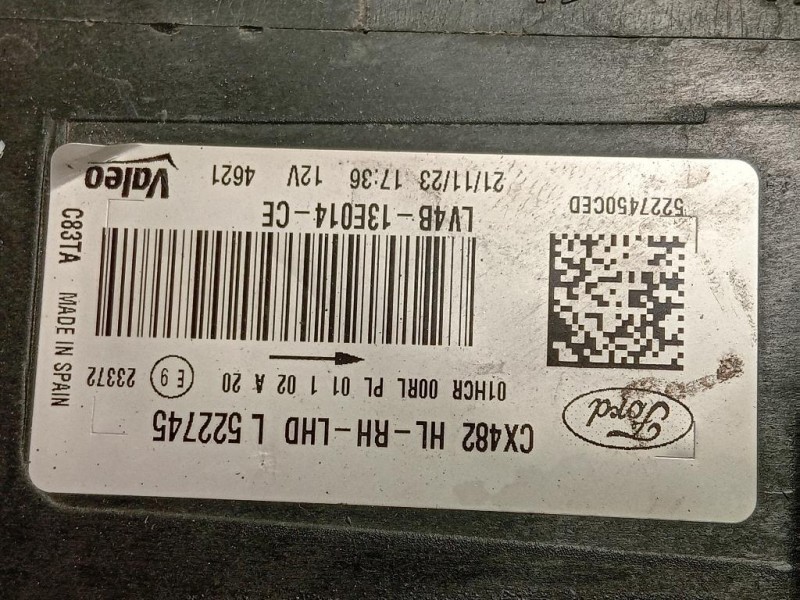 Ford
CX482 HL-RH-LHD L 522745
01HCR 00RL PL 01 1 02 A 20
E 9
23372
LV4B-13E014-CE
5227450CED
21/11/23 17:36 12V 4621
Valeo
C83TA MADE IN SPAIN